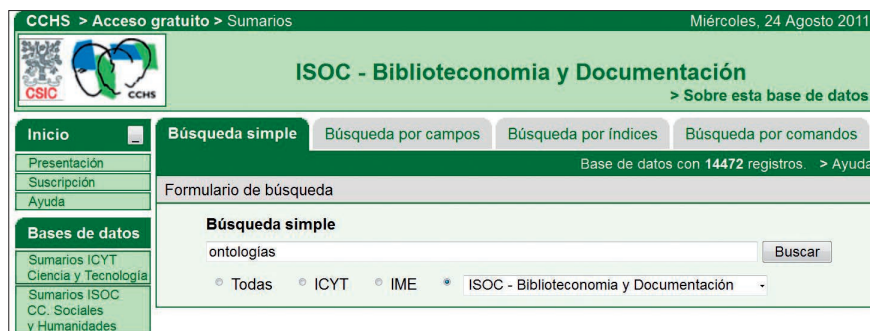 CCHS > Acceso gratuito > Sumarios
Miércoles, 24 Agosto 2011
CSIC
CCHS
ISOC - Biblioteconomia y Documentación
> Sobre esta base de datos
Inicio
Búsqueda simple
Búsqueda por campos
Búsqueda por índices
Búsqueda por comandos
Presentación
Suscripción
Ayuda
Base de datos con 14472 registros. > Ayuda
Formulario de búsqueda
Bases de datos
Sumarios ICYT
Ciencia y Tecnología
Sumarios ISOC
CC. Sociales
y Humanidades
Búsqueda simple
ontologías
Buscar
Todas ICYT IME ISOC - Biblioteconomia y Documentación